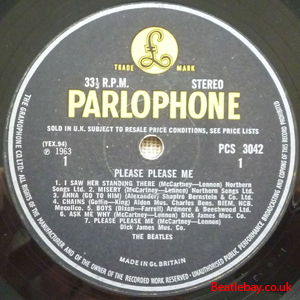 £
TRADE MARK
33⅓ R.P.M. STEREO
PARLOPHONE
SOLD IN U.K. SUBJECT TO RESALE PRICE CONDITIONS, SEE PRICE LISTS
(YEX.94)
℗ 1963
1
PCS 3042
1
PLEASE PLEASE ME
1. I SAW HER STANDING THERE (McCartney—Lennon) Northern
Songs Ltd. 2. MISERY (McCartney—Lennon) Northern Songs Ltd.
3. ANNA (GO TO HIM) (Alexander) Shapiro Bernstein & Co. Ltd.
4. CHAINS (Goffin—King) Aldon Mus. Charles Beer. BIEM. NCB.
Mecolico. 5. BOYS (Dixon—Farrell) Ardmore & Beechwood Ltd.
6. ASK ME WHY (McCartney—Lennon) Dick James Mus. Co.
7. PLEASE PLEASE ME (McCartney—Lennon)
Dick James Mus. Co
THE BEATLES
MADE IN GT. BRITAIN
THE GRAMOPHONE CO. LTD. ALL RIGHTS OF THE MANUFACTURER AND OF THE OWNER OF THE RECORDED WORK RESERVED UNAUTHORISED PUBLIC PERFORMANCE BROADCASTING AND COPYING OF THIS RECORD PROHIBITED
Beatlebay.co.uk